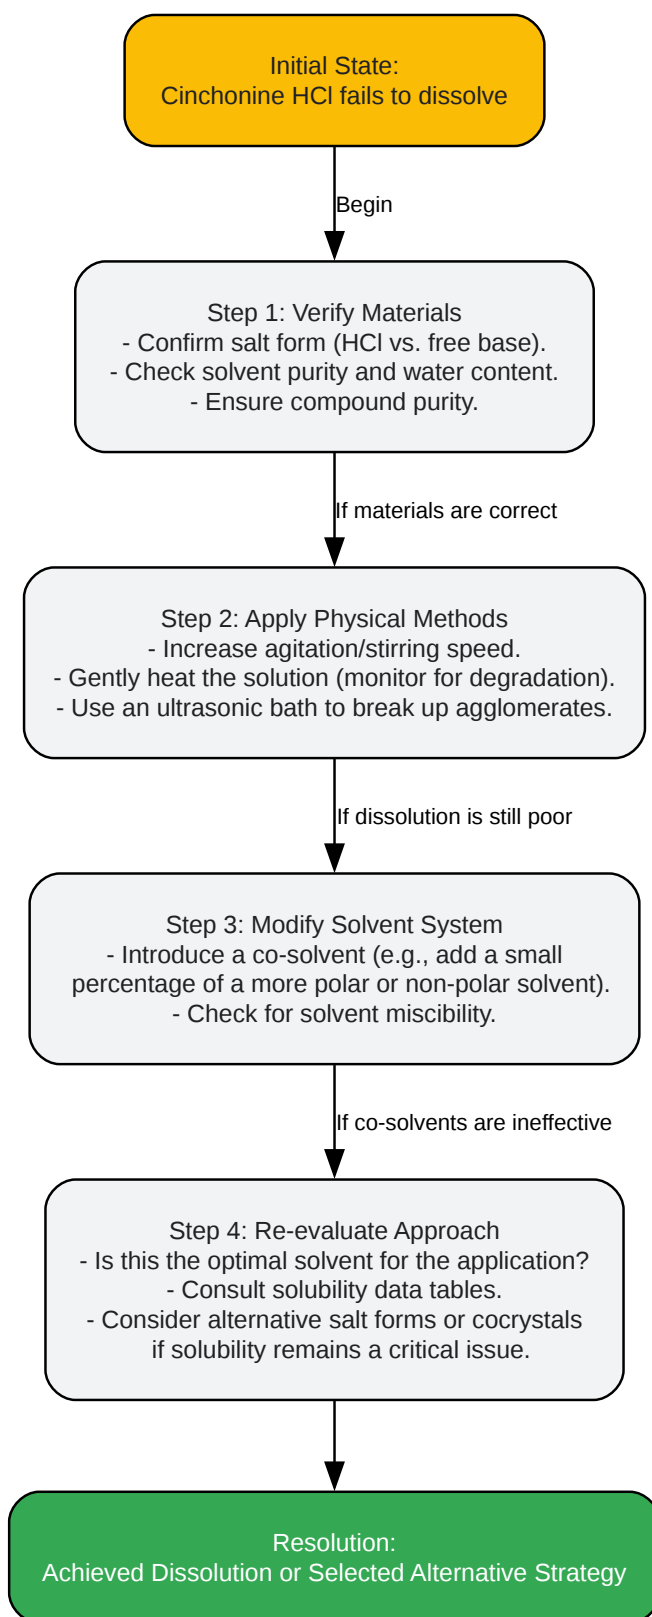 Initial State:
Cinchonine HCl fails to dissolve
Begin
Step 1: Verify Materials
- Confirm salt form (HCl vs. free base).
- Check solvent purity and water content.
- Ensure compound purity.
If materials are correct
Step 2: Apply Physical Methods
- Increase agitation/stirring speed.
- Gently heat the solution (monitor for degradation).
- Use an ultrasonic bath to break up agglomerates.
If dissolution is still poor
Step 3: Modify Solvent System
- Introduce a co-solvent (e.g., add a small
percentage of a more polar or non-polar solvent).
- Check for solvent miscibility.
If co-solvents are ineffective
Step 4: Re-evaluate Approach
- Is this the optimal solvent for the application?
- Consult solubility data tables.
- Consider alternative salt forms or cocrystals
if solubility remains a critical issue.
Resolution:
Achieved Dissolution or Selected Alternative Strategy